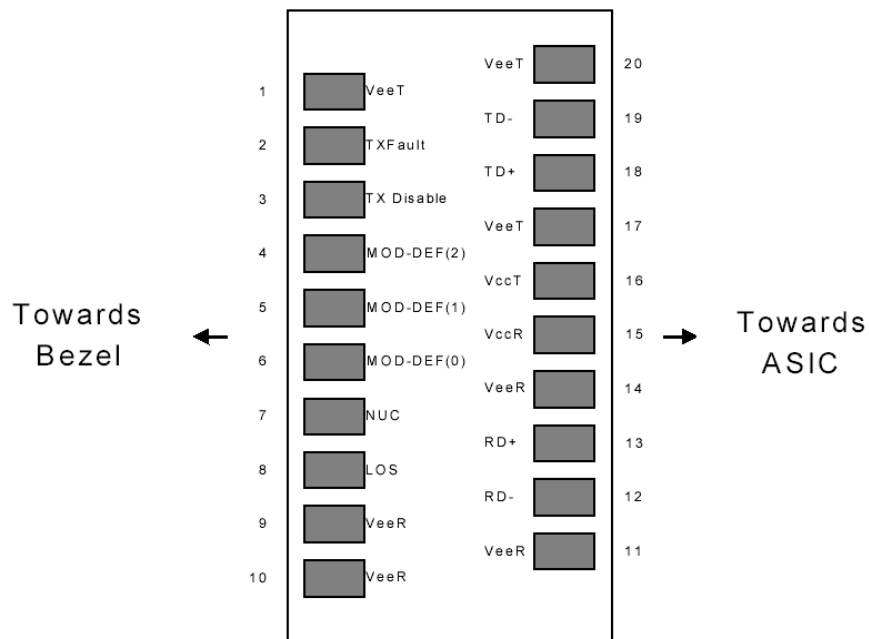 VeeT 20
1 VeeT
TD- 19
2 TXFault
TD+ 18
3 TX Disable
VeeT 17
4 MOD-DEF(2)
VccT 16
5 MOD-DEF(1)
Towards
Bezel
VccR 15
Towards
ASIC
6 MOD-DEF(0)
VeeR 14
7 NUC
RD+ 13
8 LOS
RD- 12
9 VeeR
VeeR 11
10 VeeR